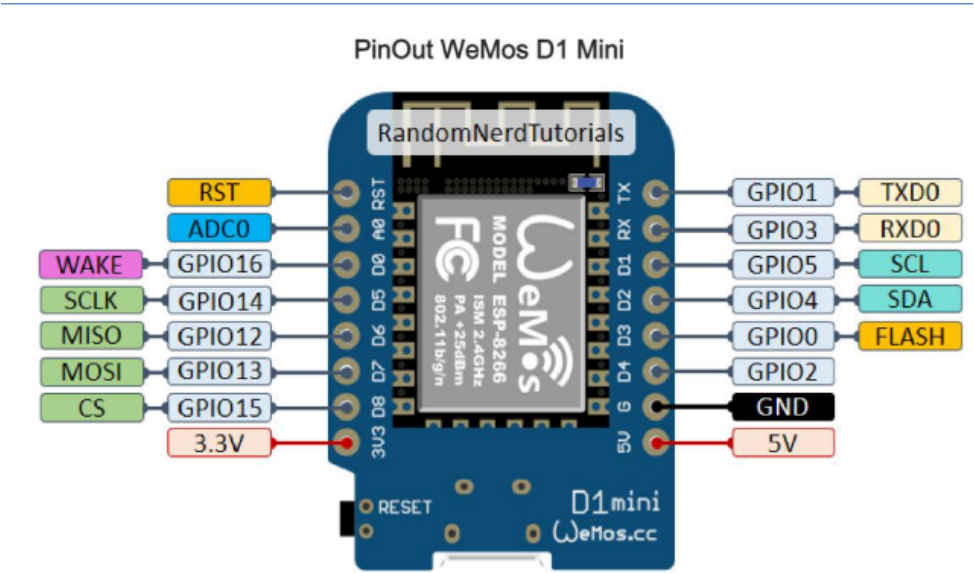 PinOut WeMos D1 Mini
RandomNerdTutorials
RST RST TX GPIO1 TXD0
ADC0 A0 RX GPIO3 RXD0
WAKE GPIO16 D0 D1 GPIO5 SCL
SCLK GPIO14 D5 D2 GPIO4 SDA
MISO GPIO12 D6 D3 GPIO0 FLASH
MOSI GPIO13 D7 D4 GPIO2
CS GPIO15 D8 G GND
3.3V 3V3 5V 5V
WeMos
MODEL ESP-8266
ISM 2.4GHz
PA +25dBm
802.11b/g/n
FC
RESET
D1mini
WeMos.cc